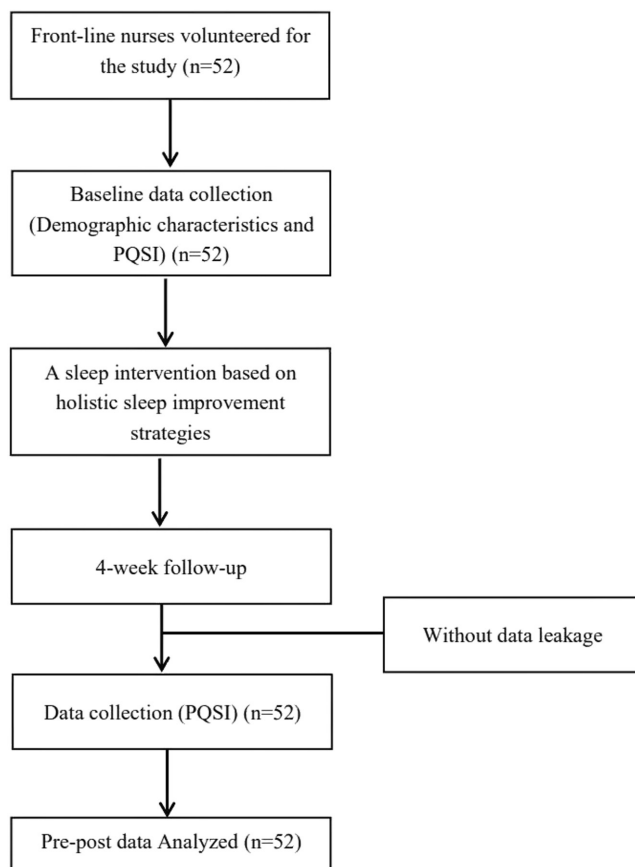 Front-line nurses volunteered for
the study (n=52)
Baseline data collection
(Demographic characteristics and
PQSI) (n=52)
A sleep intervention based on
holistic sleep improvement
strategies
4-week follow-up
Without data leakage
Data collection (PQSI) (n=52)
Pre-post data Analyzed (n=52)